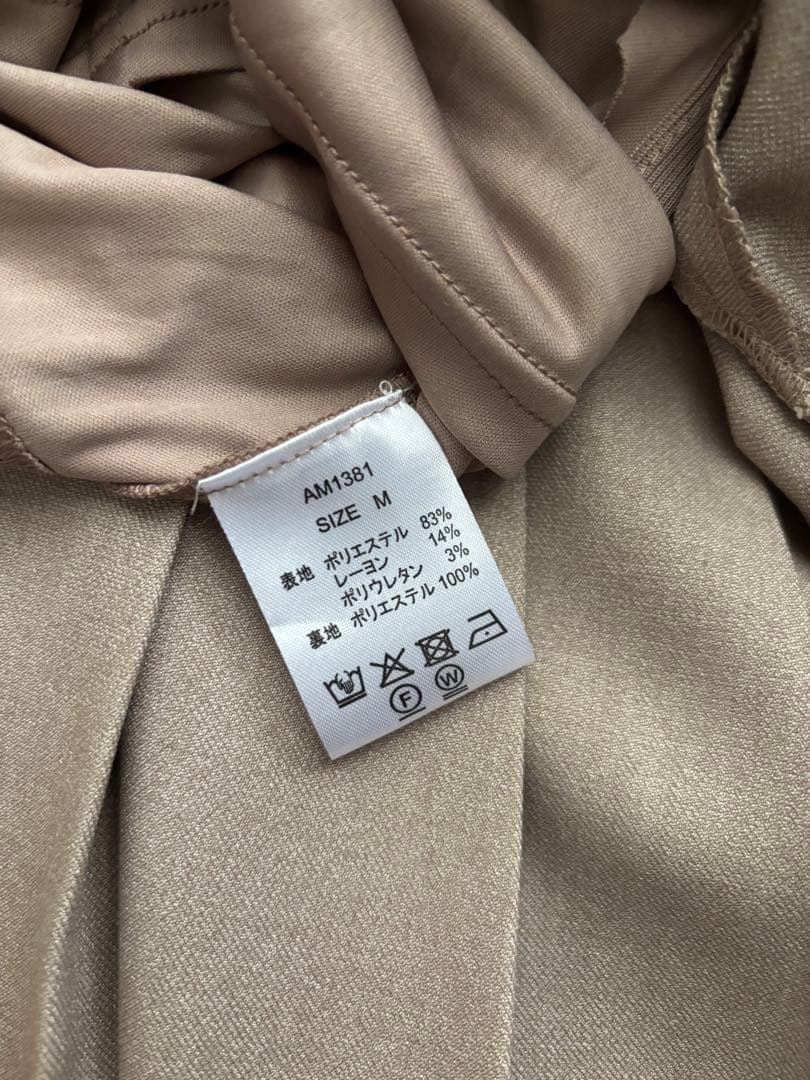 AM1381
SIZE M
表地 ポリエステル 83%
レーヨン 14%
ポリウレタン 3%
裏地 ポリエステル 100%
F W